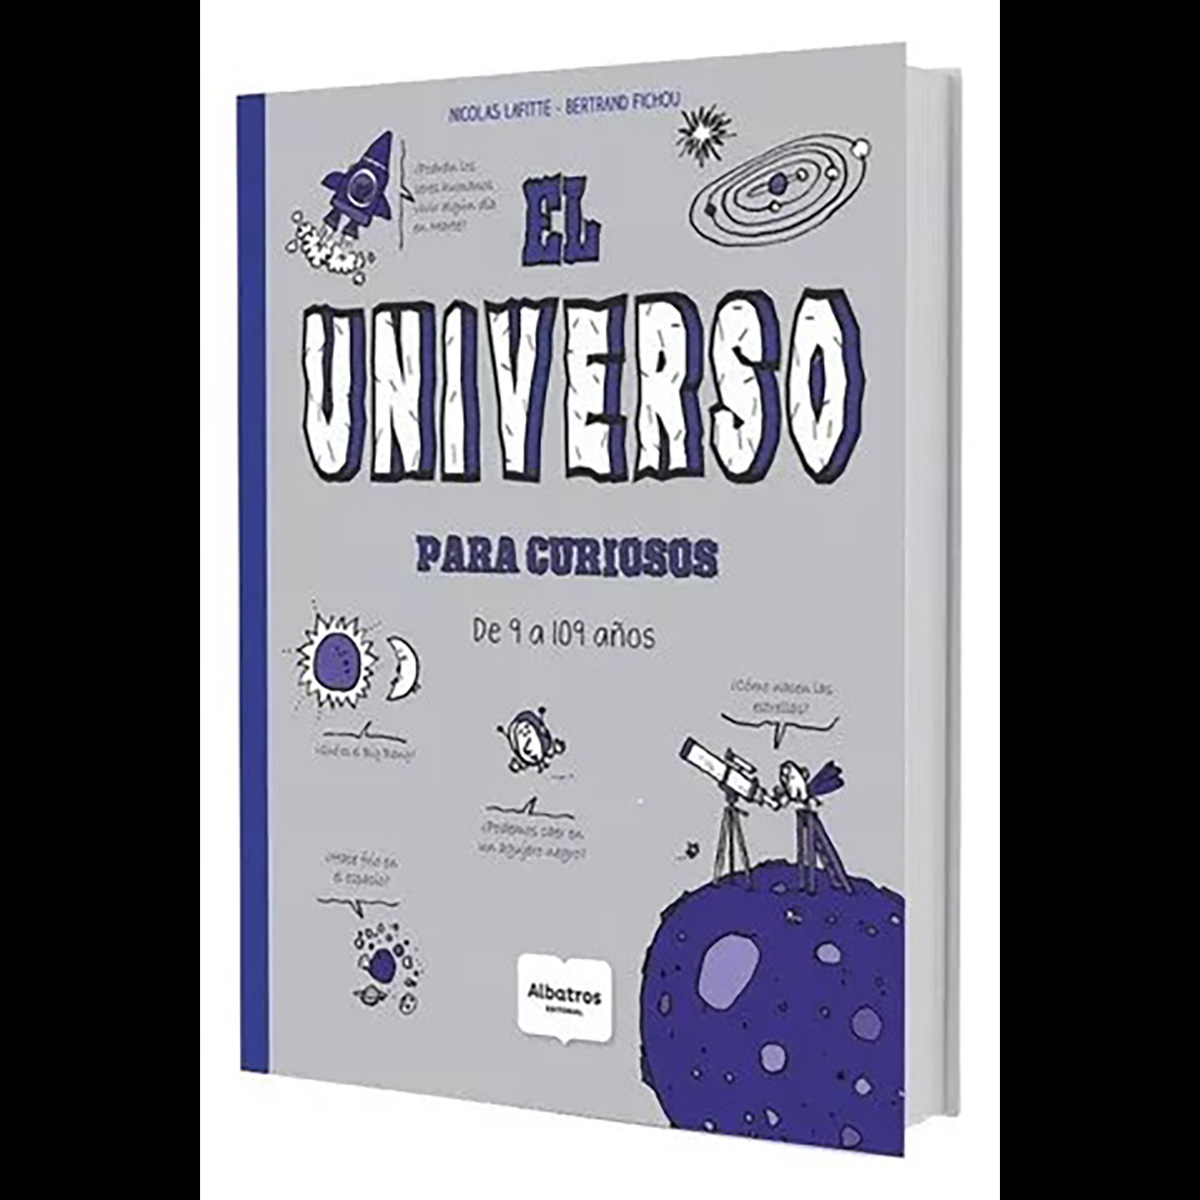 NICOLAS LAFITTE - BERTRAND FICHOU
¿Podrán los
seres humanos
vivir algún día
en Marte?
EL
UNIVERSO
PARA CURIOSOS
De 9 a 109 años
¿Qué es el Big Bang?
¿Cómo nacen las
estrellas?
¿Podemos caer en
un agujero negro?
¿Hace frío en
el espacio?
Albatros
EDITORIAL